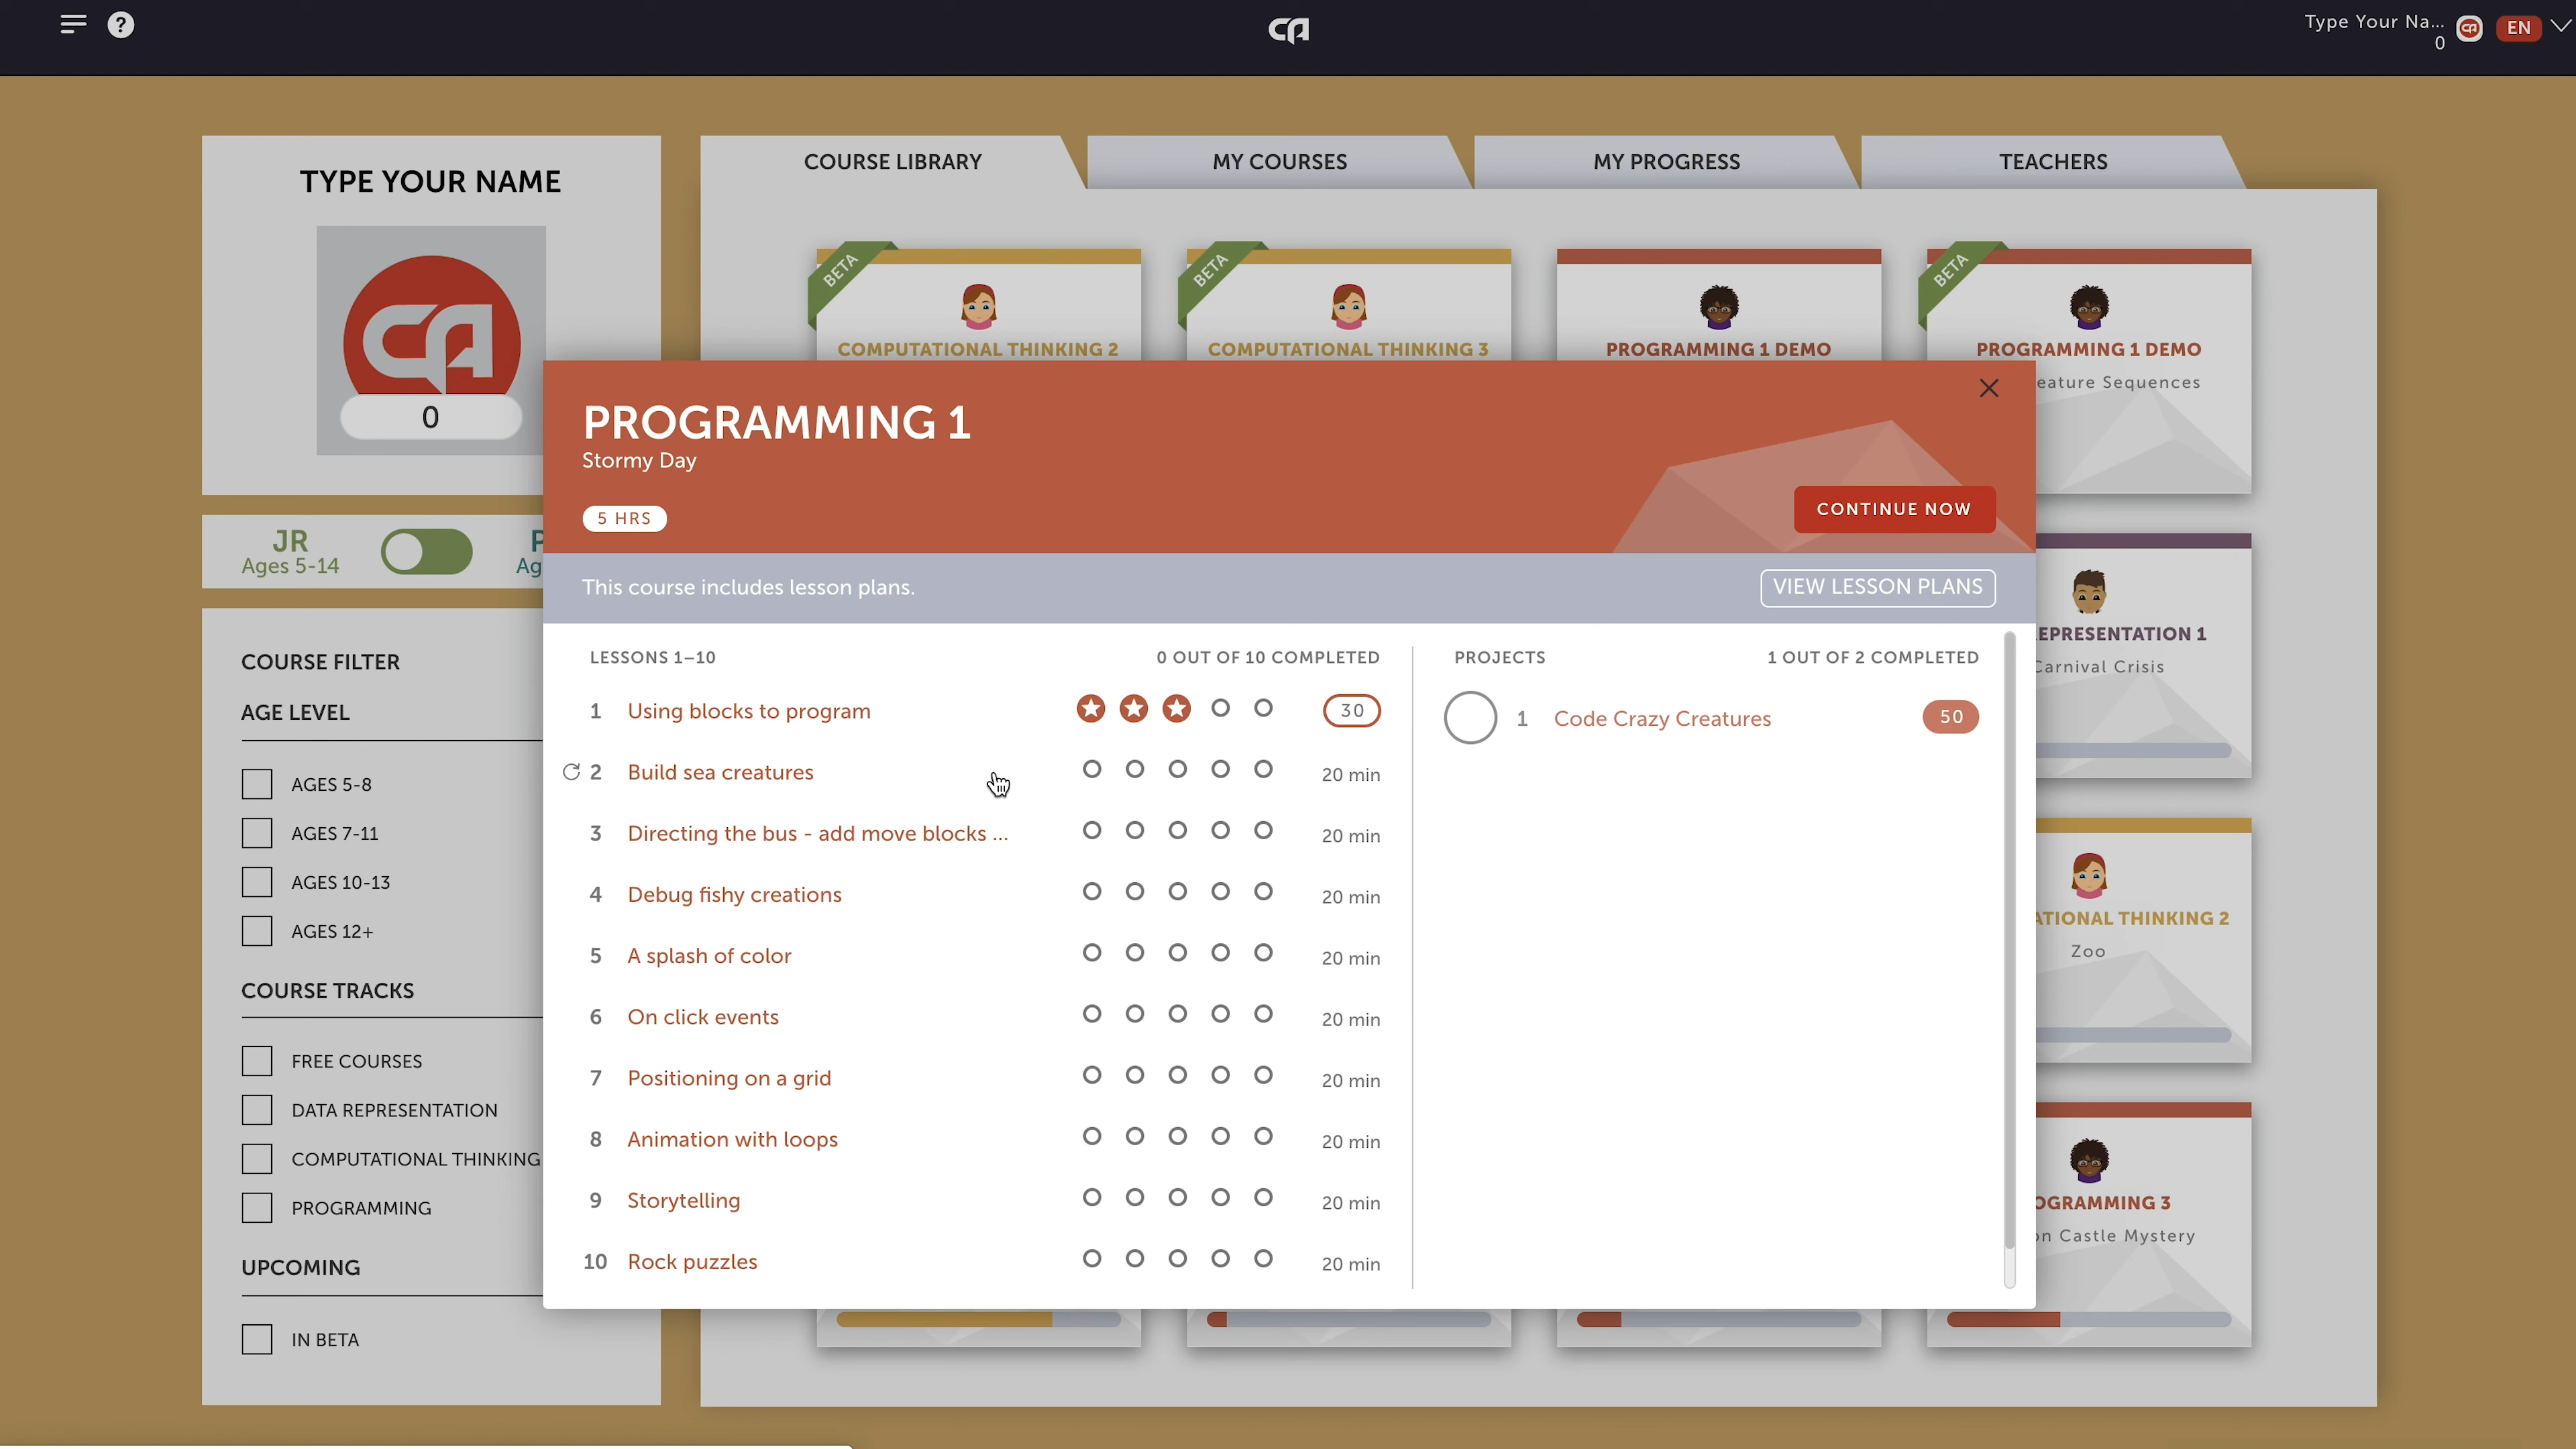 ?
CA
Type Your Na...
0
CA
EN
TYPE YOUR NAME
CA
0
JR
Ages 5-14
COURSE FILTER
AGE LEVEL
AGES 5-8
AGES 7-11
AGES 10-13
AGES 12+
COURSE TRACKS
FREE COURSES
DATA REPRESENTATION
COMPUTATIONAL THINKING
PROGRAMMING
UPCOMING
IN BETA
COURSE LIBRARY
MY COURSES
MY PROGRESS
TEACHERS
BETA
COMPUTATIONAL THINKING 2
BETA
COMPUTATIONAL THINKING 3
PROGRAMMING 1 DEMO
BETA
PROGRAMMING 1 DEMO
eature Sequences
PROGRAMMING 1
Stormy Day
5 HRS
CONTINUE NOW
This course includes lesson plans.
VIEW LESSON PLANS
LESSONS 1–10
0 OUT OF 10 COMPLETED
1 Using blocks to program 30
2 Build sea creatures 20 min
3 Directing the bus - add move blocks ... 20 min
4 Debug fishy creations 20 min
5 A splash of color 20 min
6 On click events 20 min
7 Positioning on a grid 20 min
8 Animation with loops 20 min
9 Storytelling 20 min
10 Rock puzzles 20 min
PROJECTS
1 OUT OF 2 COMPLETED
1 Code Crazy Creatures 50
EPRESENTATION 1
Carnival Crisis
ATIONAL THINKING 2
Zoo
OGRAMMING 3
on Castle Mystery